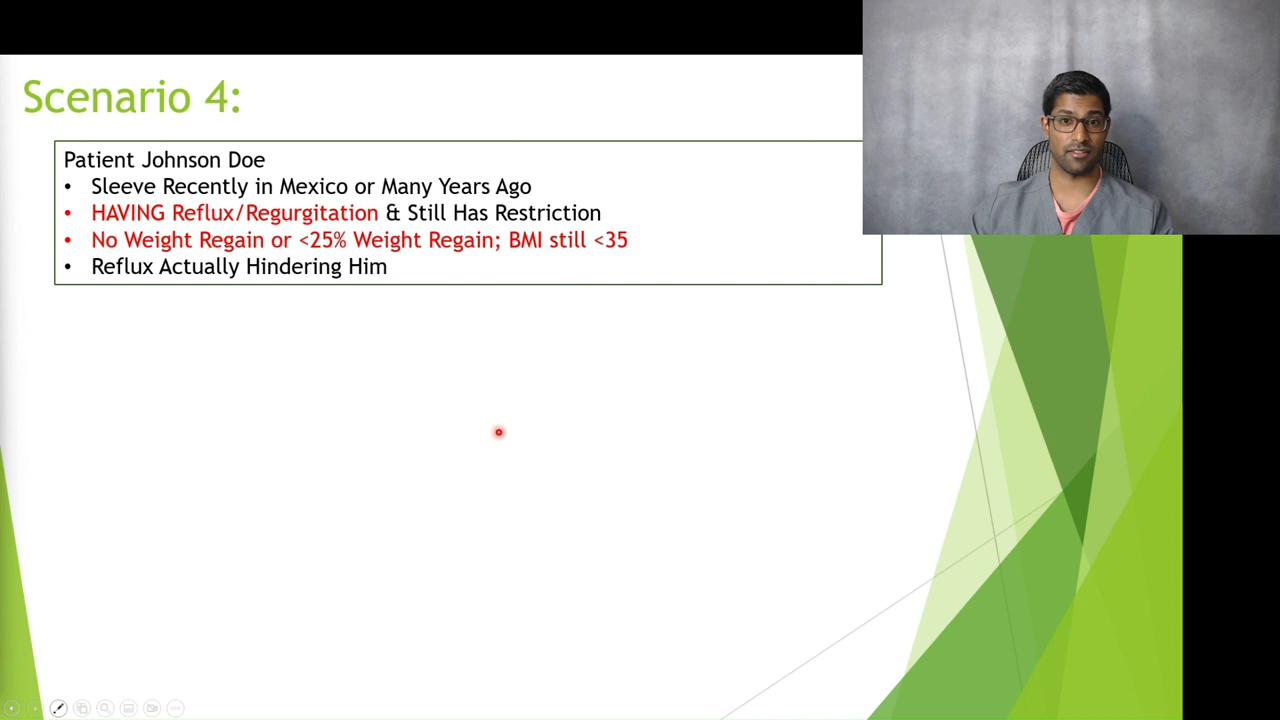 Scenario 4:
Patient Johnson Doe
• Sleeve Recently in Mexico or Many Years Ago
• HAVING Reflux/Regurgitation & Still Has Restriction
• No Weight Regain or <25% Weight Regain; BMI still <35
• Reflux Actually Hindering Him